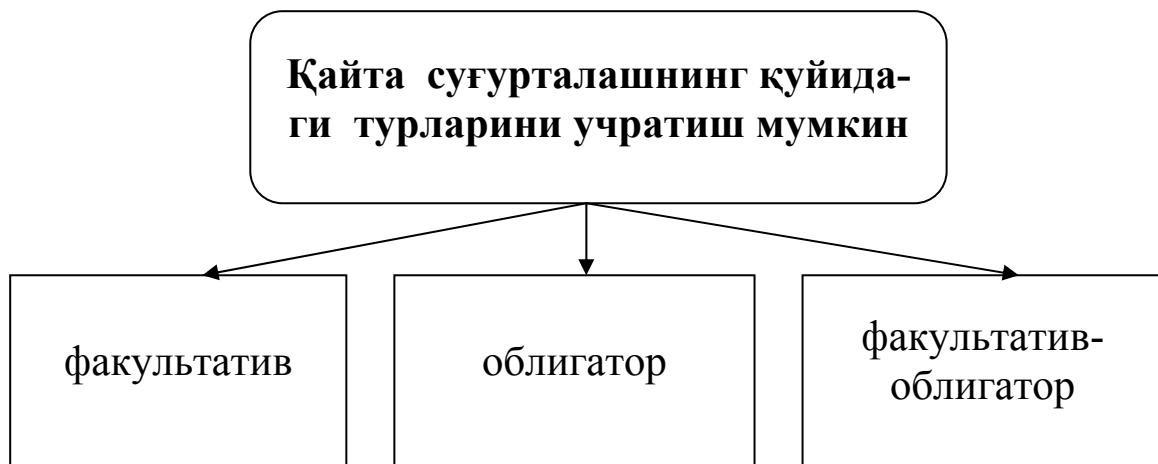 Қайта суғурталашнинг қуйида-
ги турларини учратиш мумкин
факультатив
облигатор
факультатив-
облигатор